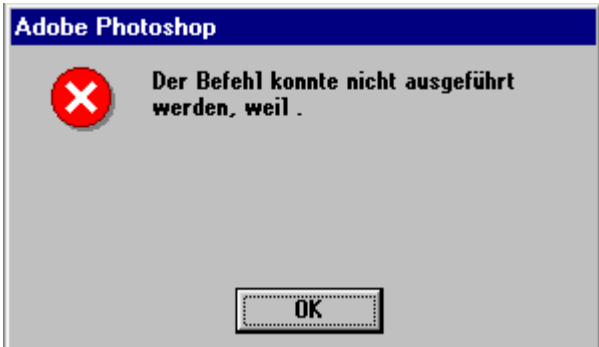 Adobe Photoshop
Der Befehl konnte nicht ausgeführt
werden, weil .
OK